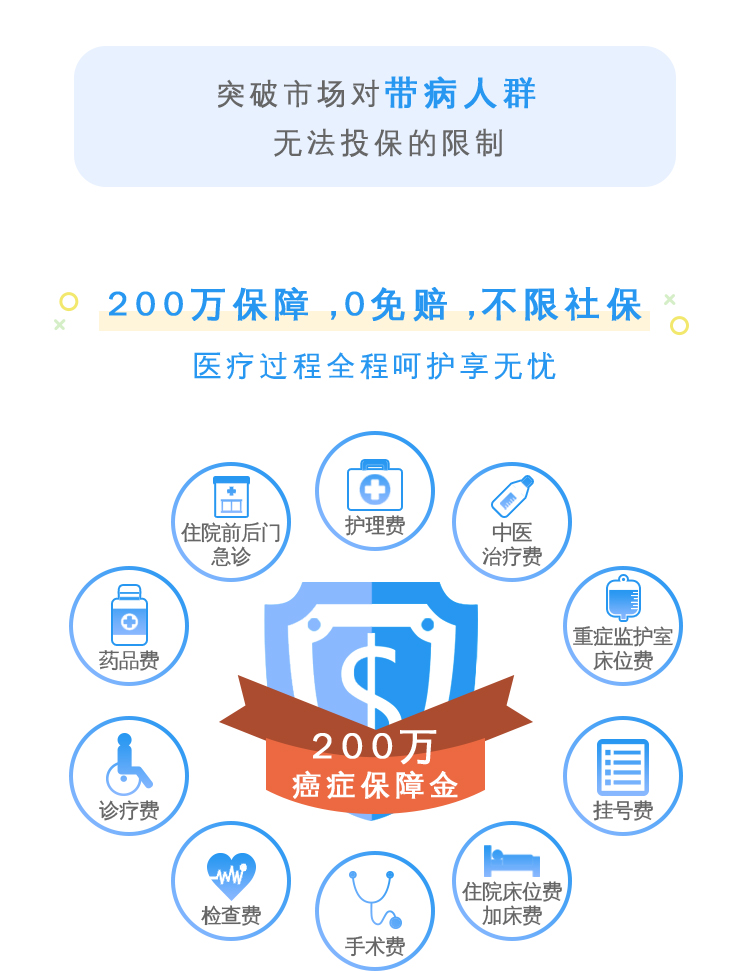 突破市场对带病人群
无法投保的限制
200万保障,0免赔,不限社保
医疗过程全程呵护享无忧
护理费
住院前后门
急诊
中医
治疗费
药品费
重症监护室
床位费
200万
癌症保障金
诊疗费
挂号费
检查费
住院床位费
加床费
手术费